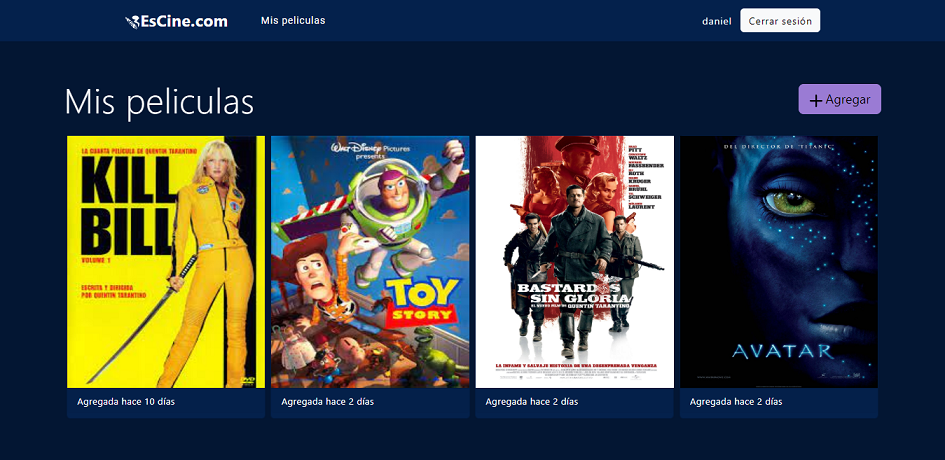 EsCine.com
Mis peliculas
daniel
Cerrar sesión
Mis peliculas
Agregar
LA CUARTA PELICULA DE QUENTIN TARANTINO
KILL
BILL
VOLUME 1
ESCRITA Y DIRIGIDA
POR QUENTIN TARANTINO
Agregada hace 10 días
WALT DISNEY Pictures
presents
TOY
STORY
Agregada hace 2 días
PITT
WALTZ
FASSBENDER
ROTH
KRUGER
BRUHL
SCHWEIGER
LAURENT
BASTARDOS
SIN GLORIA
EL NUEVO FILM DE QUENTIN TARANTINO
LA INFAME Y SALVAJE HISTORIA DE UNA DESENFRENADA VENGANZA
Agregada hace 2 días
DEL DIRECTOR DE 'TITANIC'
AVATAR
Agregada hace 2 días